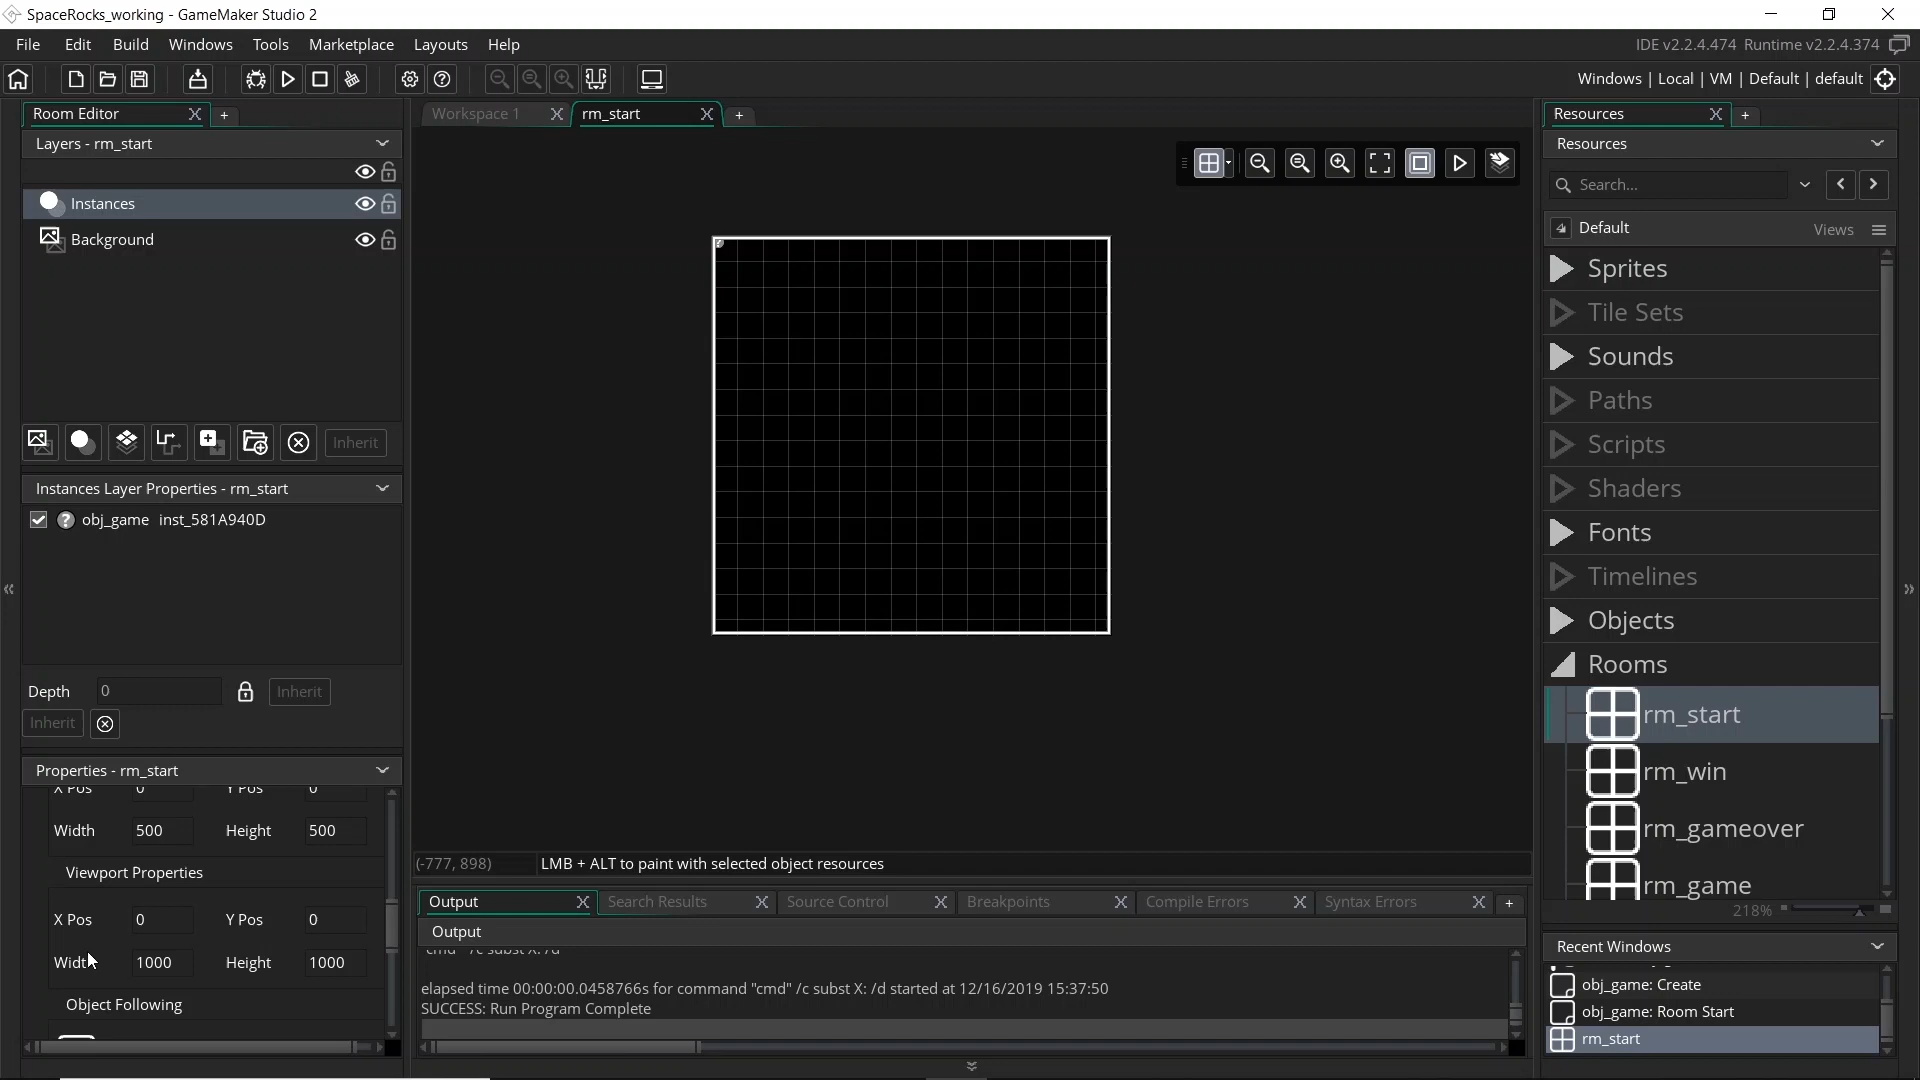 SpaceRocks_working - GameMaker Studio 2
File Edit Build Windows Tools Marketplace Layouts Help
IDE v2.2.4.474 Runtime v2.2.4.374
Windows | Local | VM | Default | default
Room Editor
Layers - rm_start
Instances
Background
Inherit
Instances Layer Properties - rm_start
obj_game inst_581A940D
Depth 0 Inherit
Inherit
Properties - rm_start
X Pos 0 Y Pos 0
Width 500 Height 500
Viewport Properties
X Pos 0 Y Pos 0
Width 1000 Height 1000
Object Following
Workspace 1 rm_start
(-777, 898) LMB + ALT to paint with selected object resources
Output Search Results Source Control Breakpoints Compile Errors Syntax Errors
Output
"cmd" /c subst X: /d
elapsed time 00:00:00.0458766s for command "cmd" /c subst X: /d started at 12/16/2019 15:37:50
SUCCESS: Run Program Complete
Resources
Resources
Search...
Default Views
Sprites
Tile Sets
Sounds
Paths
Scripts
Shaders
Fonts
Timelines
Objects
Rooms
rm_start
rm_win
rm_gameover
rm_game
218%
Recent Windows
obj_game: Create
obj_game: Room Start
rm_start